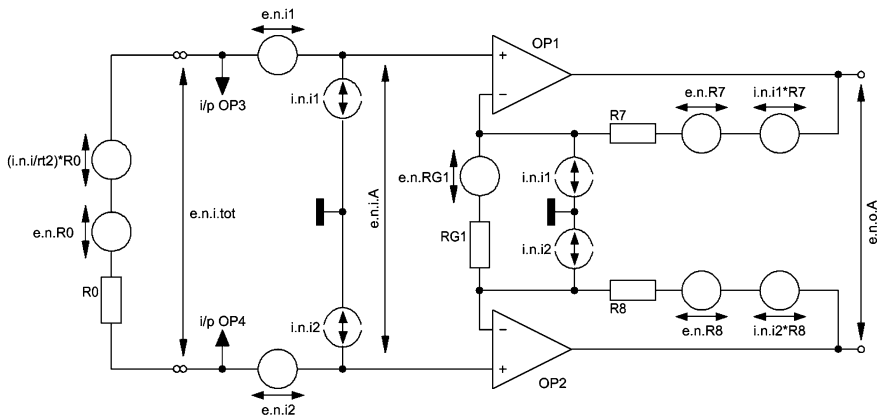 e.n.i1
OP1
+
−
i/p OP3
i.n.i1
R7
e.n.R7
i.n.i1*R7
(i.n.i/rt2)*R0
e.n.RG1
i.n.i1
e.n.i.tot
e.n.i.A
e.n.o.A
e.n.R0
RG1
i.n.i2
R0
i/p OP4
i.n.i2
R8
e.n.R8
i.n.i2*R8
−
+
OP2
e.n.i2